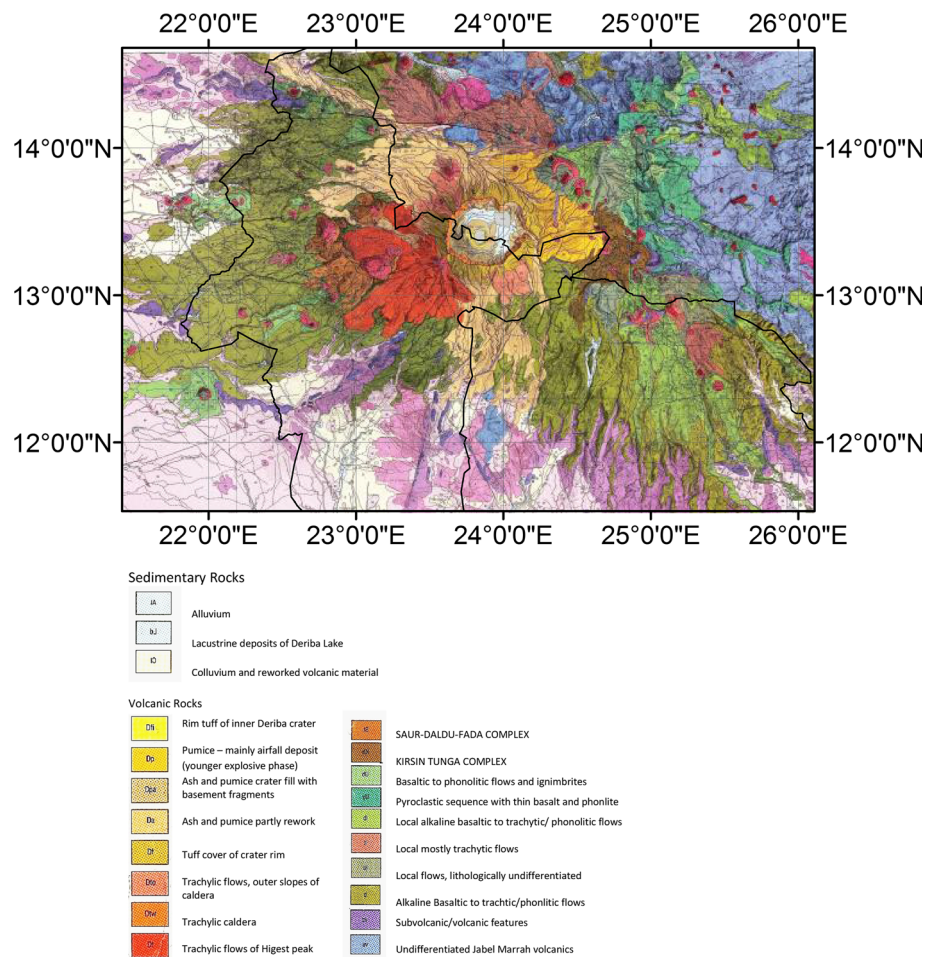 22°0'0"E 23°0'0"E 24°0'0"E 25°0'0"E 26°0'0"E
14°0'0"N 14°0'0"N
13°0'0"N 13°0'0"N
12°0'0"N 12°0'0"N
22°0'0"E 23°0'0"E 24°0'0"E 25°0'0"E 26°0'0"E
Sedimentary Rocks
Alluvium
Lacustrine deposits of Deriba Lake
Colluvium and reworked volcanic material
Volcanic Rocks
Rim tuff of inner Deriba crater
Dp
Pumice – mainly airfall deposit
(younger explosive phase)
Dpa
Ash and pumice crater fill with
basement fragments
Da
Ash and pumice partly rework
Dt
Tuff cover of crater rim
Trachylic flows, outer slopes of
caldera
Dtw
Trachylic caldera
Trachylic flows of Higest peak
SAUR-DALDU-FADA COMPLEX
KIRSIN TUNGA COMPLEX
Basaltic to phonolitic flows and ignimbrites
Pyroclastic sequence with thin basalt and phonlite
Local alkaline basaltic to trachytic/ phonolitic flows
Local mostly trachytic flows
Local flows, lithologically undifferentiated
Alkaline Basaltic to trachtic/phonlitic flows
Subvolcanic/volcanic features
Undifferentiated Jabel Marrah volcanics